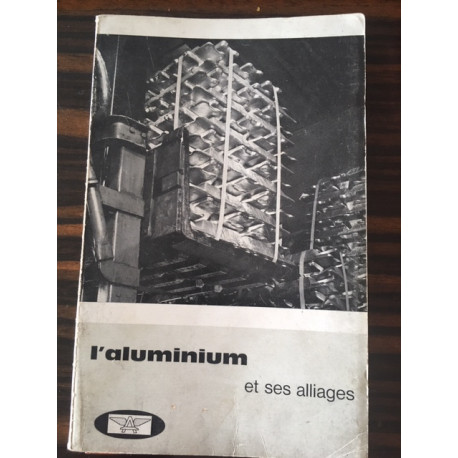 l'aluminium
et ses alliages